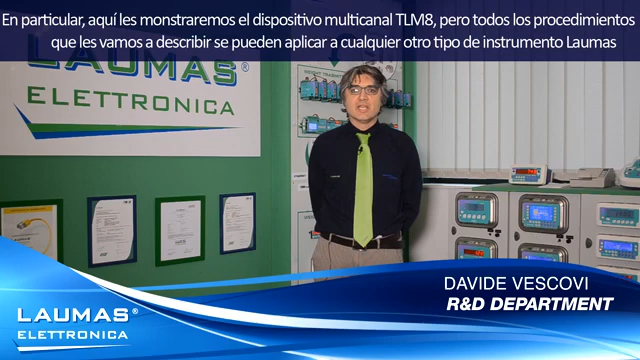 En particular, aquí les monstraremos el dispositivo multicanal TLM8, pero todos los procedimientos
que les vamos a describir se pueden aplicar a cualquier otro tipo de instrumento Laumas
LAUMAS®
ELETTRONICA
DAVIDE VESCOVI
R&D DEPARTMENT
LAUMAS®
ELETTRONICA